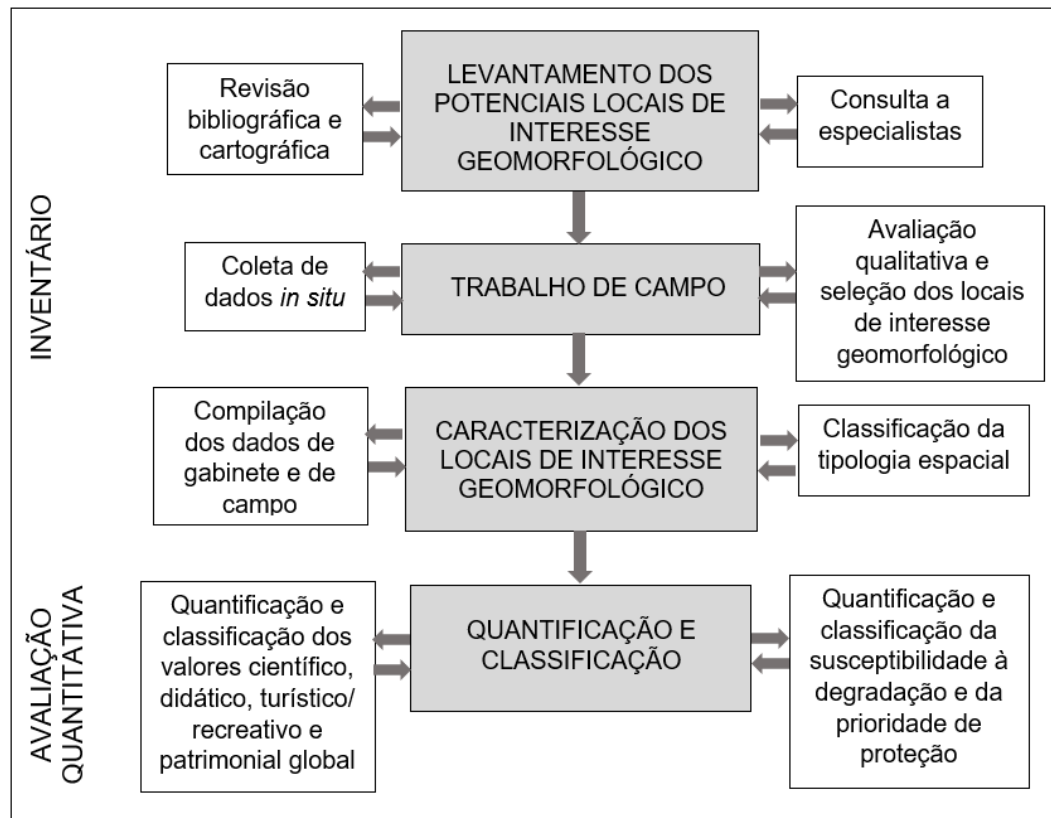 LEVANTAMENTO DOS
POTENCIAIS LOCAIS DE
INTERESSE
GEOMORFOLÓGICO
Revisão
bibliográfica e
cartográfica
Consulta a
especialistas
INVENTÁRIO
TRABALHO DE CAMPO
Coleta de
dados in situ
Avaliação
qualitativa e
seleção dos locais
de interesse
geomorfológico
CARACTERIZAÇÃO DOS
LOCAIS DE INTERESSE
GEOMORFOLÓGICO
Compilação
dos dados de
gabinete e de
campo
Classificação da
tipologia espacial
AVALIAÇÃO
QUANTITATIVA
QUANTIFICAÇÃO E
CLASSIFICAÇÃO
Quantificação e
classificação dos
valores científico,
didático, turístico/
recreativo e
patrimonial global
Quantificação e
classificação da
susceptibilidade à
degradação e da
prioridade de
proteção